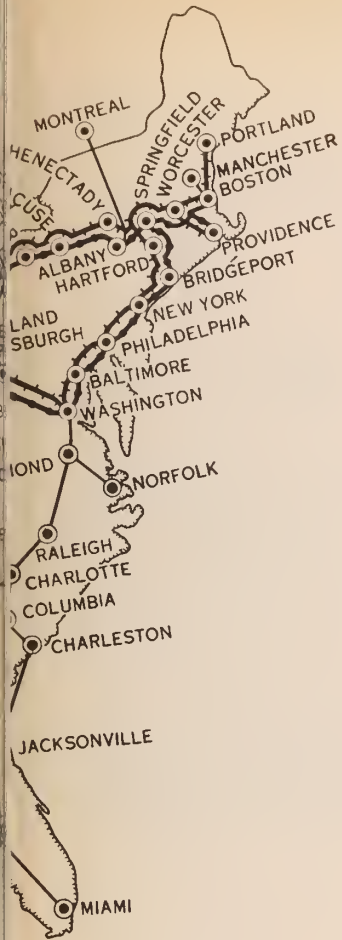 MONTREAL
HENECTADY
CUSE
SPRINGFIELD
WORCESTER
PORTLAND
MANCHESTER
BOSTON
PROVIDENCE
ALBANY
HARTFORD
BRIDGEPORT
NEW YORK
LAND
SBURGH
PHILADELPHIA
BALTIMORE
WASHINGTON
MOND
NORFOLK
RALEIGH
CHARLOTTE
COLUMBIA
CHARLESTON
JACKSONVILLE
MIAMI